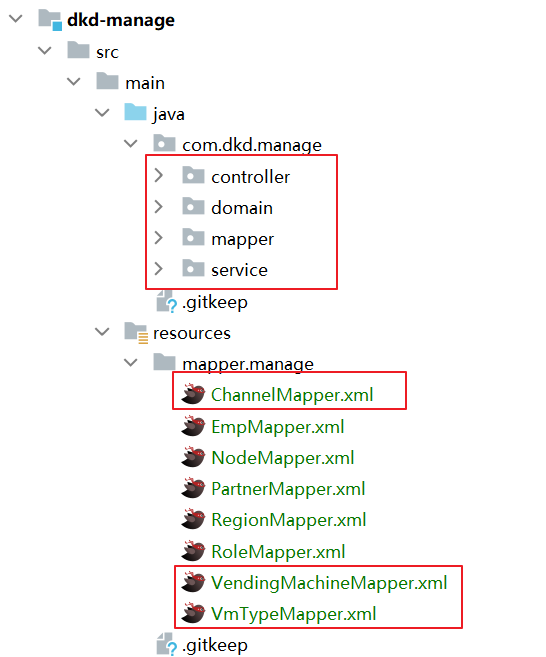 dkd-manage
src
main
java
com.dkd.manage
controller
domain
mapper
service
.gitkeep
resources
mapper.manage
ChannelMapper.xml
EmpMapper.xml
NodeMapper.xml
PartnerMapper.xml
RegionMapper.xml
RoleMapper.xml
VendingMachineMapper.xml
VmTypeMapper.xml
.gitkeep